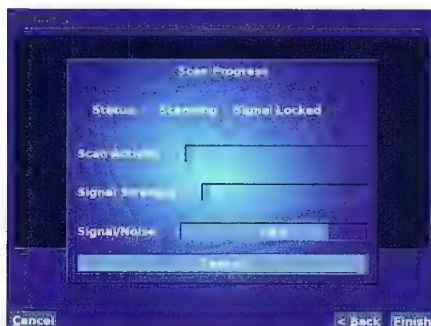 Scan Progress
Status: Scanning Signal Locked
Scan Activity
Signal Strength
Signal/Noise
Cancel < Back Finish